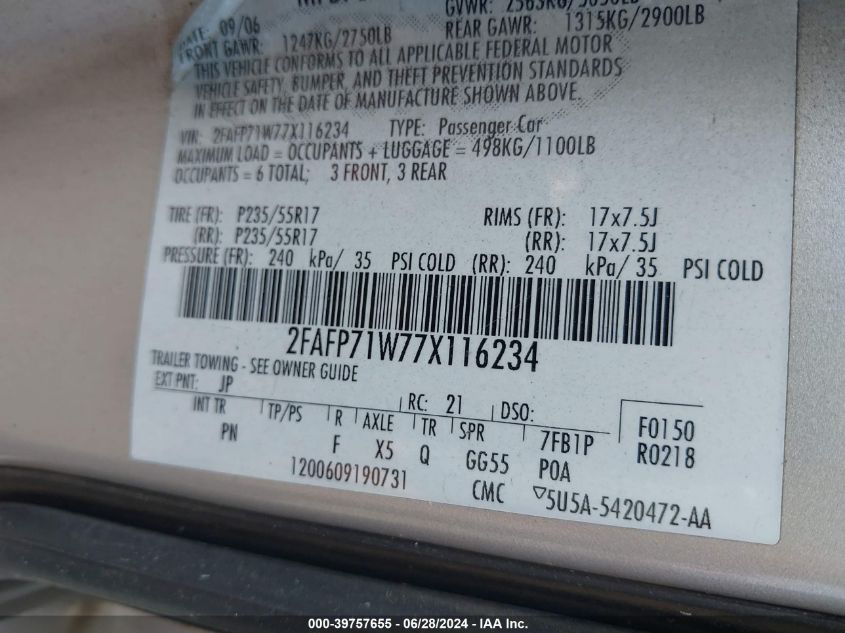 DATE: 09/06 GVWR: 2563KG/5650LB
FRONT GAWR: 1247KG/2750LB REAR GAWR: 1315KG/2900LB
THIS VEHICLE CONFORMS TO ALL APPLICABLE FEDERAL MOTOR
VEHICLE SAFETY, BUMPER, AND THEFT PREVENTION STANDARDS
IN EFFECT ON THE DATE OF MANUFACTURE SHOWN ABOVE.
VIN: 2FAFP71W77X116234 TYPE: Passenger Car
MAXIMUM LOAD = OCCUPANTS + LUGGAGE = 498KG/1100LB
OCCUPANTS = 6 TOTAL; 3 FRONT, 3 REAR
TIRE (FR): P235/55R17 RIMS (FR): 17x7.5J
(RR): P235/55R17 (RR): 17x7.5J
PRESSURE (FR): 240 kPa/ 35 PSI COLD (RR): 240 kPa/ 35 PSI COLD
2FAFP71W77X116234
TRAILER TOWING - SEE OWNER GUIDE
EXT PNT: JP RC: 21 DSO: F0150
INT TR TP/PS R AXLE TR SPR 7FB1P R0218
PN F X5 Q GG55 POA
1200609190731 CMC ▽5U5A-5420472-AA
000-39757655 - 06/28/2024 - IAA Inc.